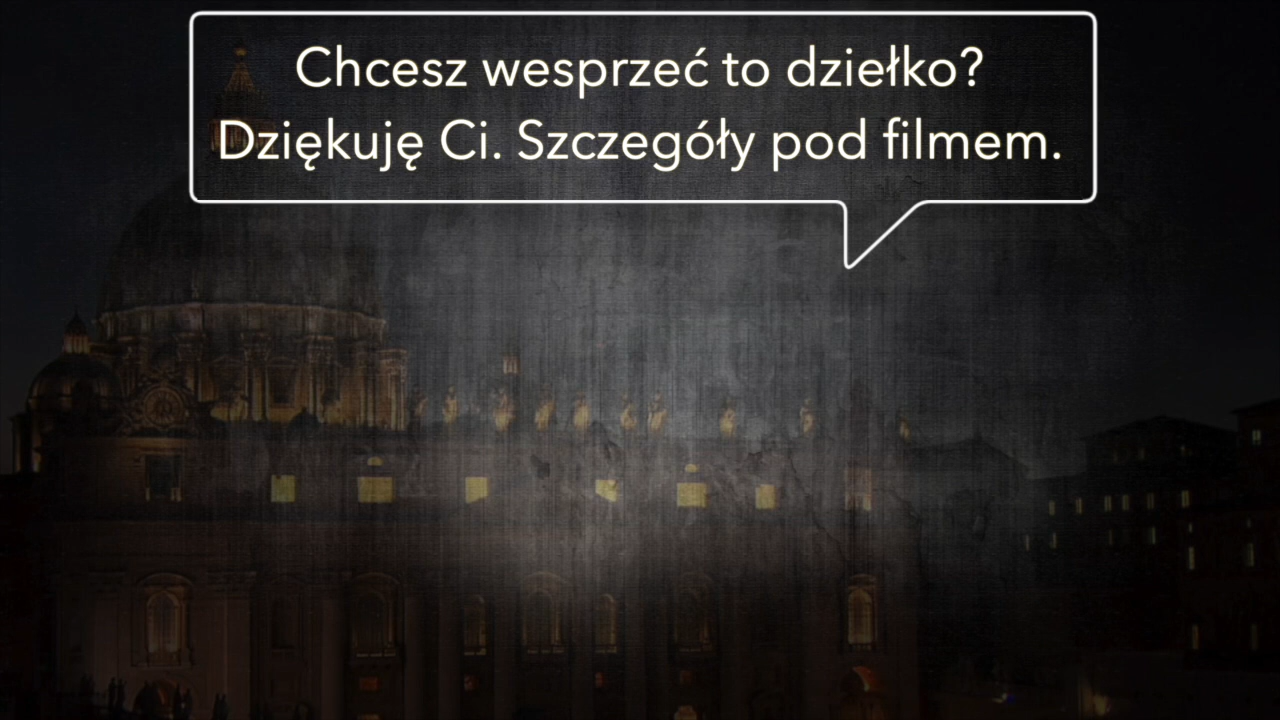 Chcesz wesprzeć to dziełko?
Dziękuję Ci. Szczegóły pod filmem.